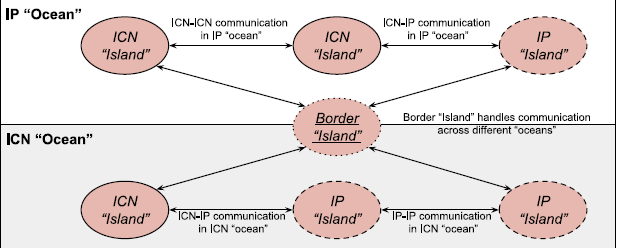 IP “Ocean”
ICN
“Island”
ICN-ICN communication
in IP “ocean”
ICN
“Island”
ICN-IP communication
in IP “ocean”
IP
“Island”
Border
“Island”
Border “Island” handles communication
across different “oceans”
ICN “Ocean”
ICN
“Island”
ICN-IP communication
in ICN “ocean”
IP
“Island”
IP-IP communication
in ICN “ocean”
IP
“Island”